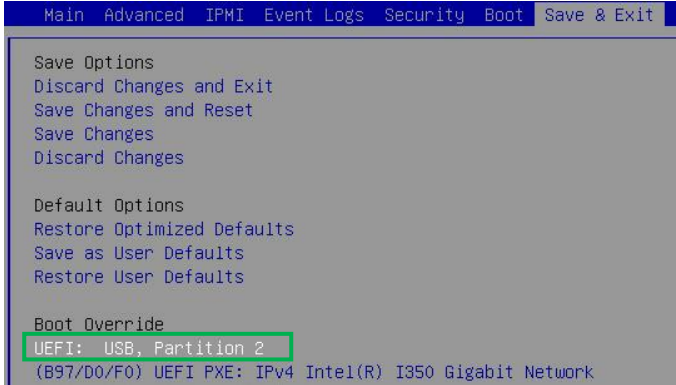 Main Advanced IPMI Event Logs Security Boot Save & Exit
Save Options
Discard Changes and Exit
Save Changes and Reset
Save Changes
Discard Changes
Default Options
Restore Optimized Defaults
Save as User Defaults
Restore User Defaults
Boot Override
UEFI: USB, Partition 2
(B97/D0/F0) UEFI PXE: IPv4 Intel(R) I350 Gigabit Network